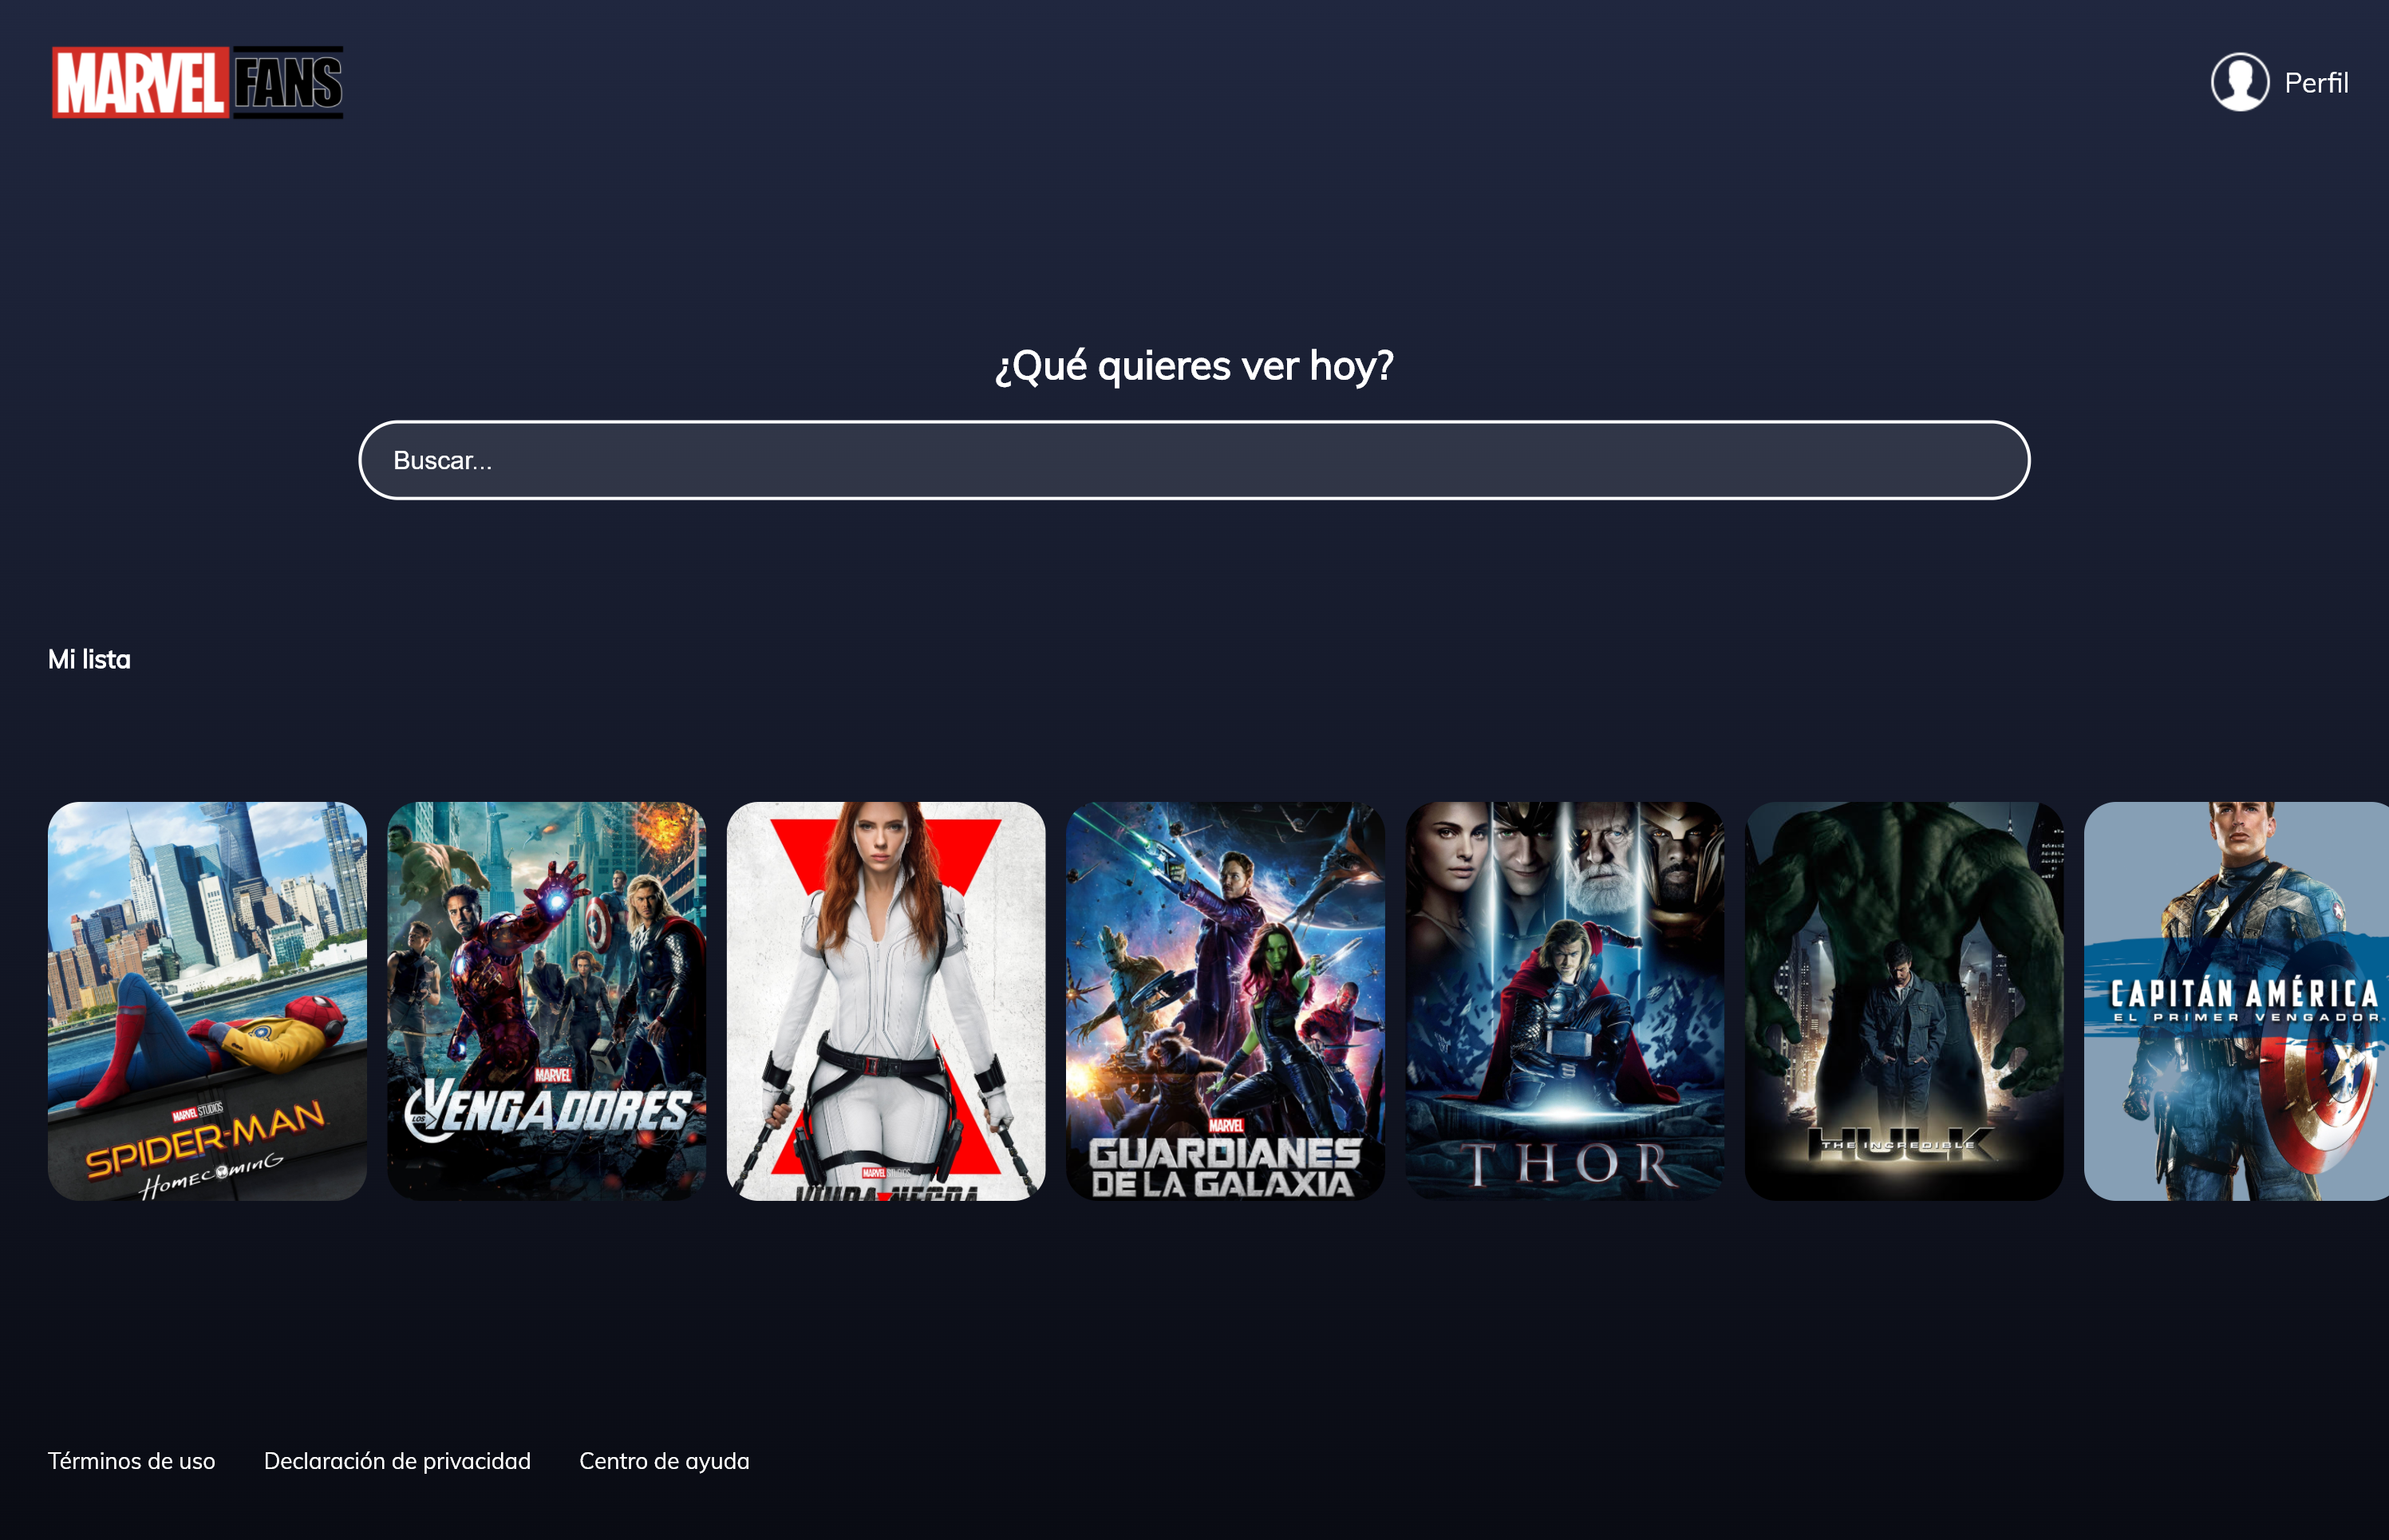 MARVEL FANS
Perfil
¿Qué quieres ver hoy?
Buscar...
Mi lista
MARVEL STUDIOS
SPIDER-MAN
HOMECOMING
MARVEL
LOS VENGADORES
MARVEL STUDIOS
VIUDA NEGRA
MARVEL
GUARDIANES
DE LA GALAXIA
THOR
THE INCREDIBLE
HULK
CAPITÁN AMÉRICA
EL PRIMER VENGADOR
Términos de uso
Declaración de privacidad
Centro de ayuda